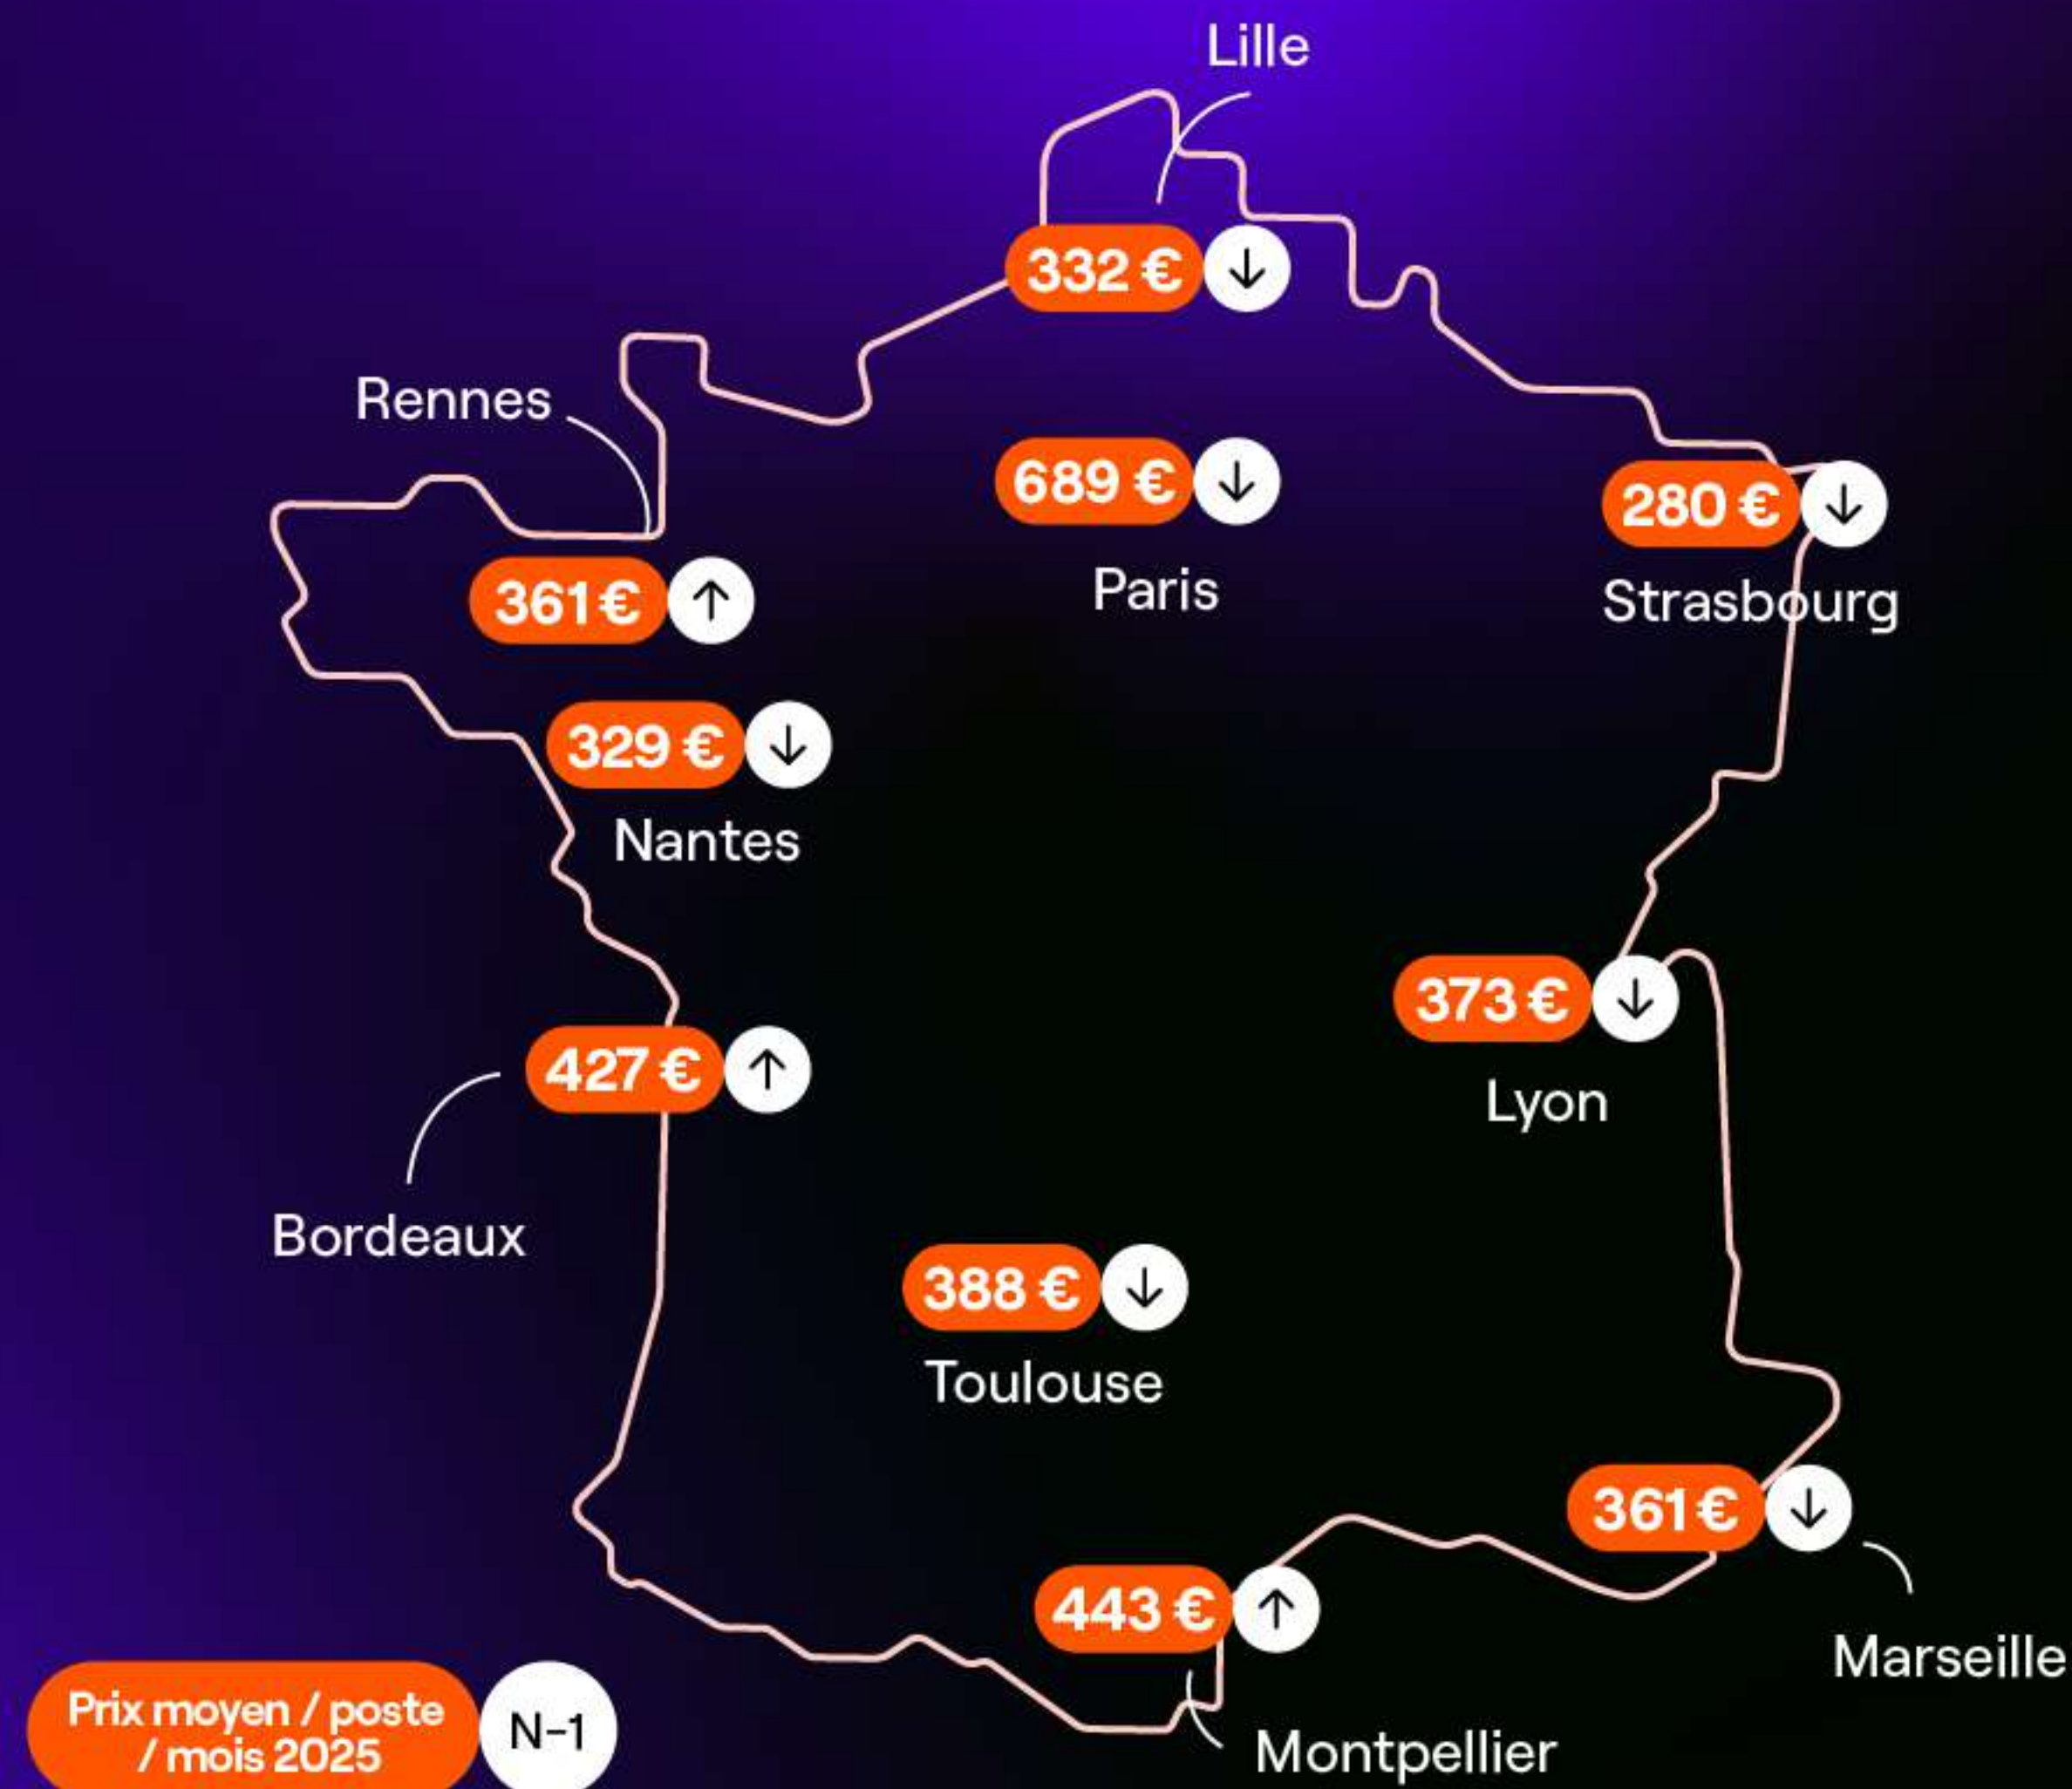 Lille
332 €
Rennes
689 €
Paris
280 €
Strasbourg
361 €
329 €
Nantes
373 €
Lyon
427 €
Bordeaux
388 €
Toulouse
361 €
Marseille
443 €
Montpellier
Prix moyen / poste
/ mois 2025
N-1